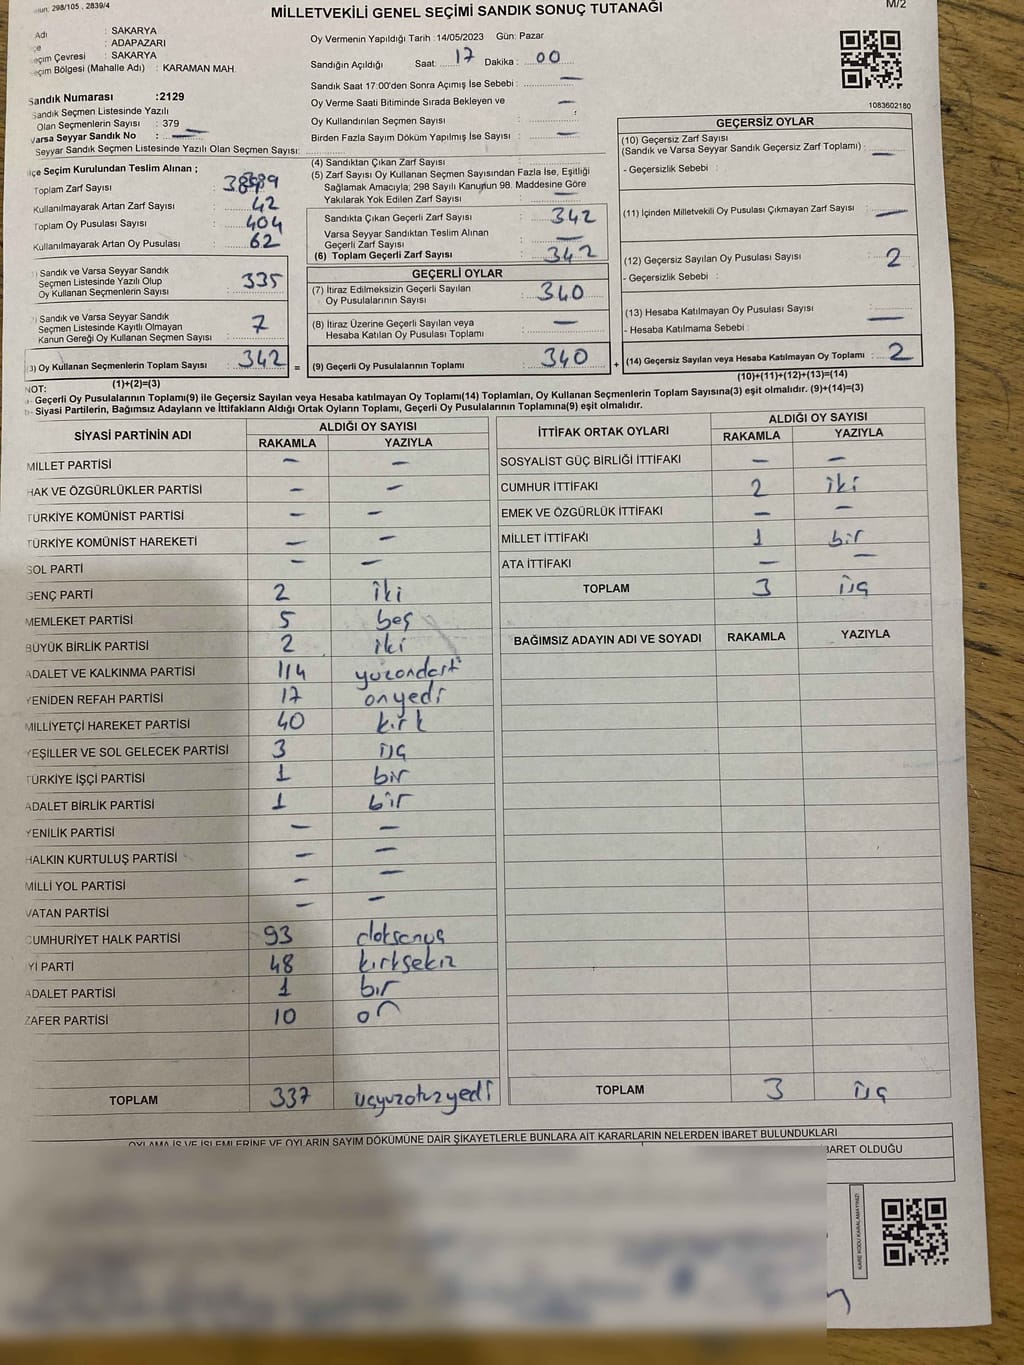 298/105 , 2839/4
MİLLETVEKİLİ GENEL SEÇİMİ SANDIK SONUÇ TUTANAĞI
M/2
Adı : SAKARYA
: ADAPAZARI
eçim Çevresi : SAKARYA
eçim Bölgesi (Mahalle Adı) : KARAMAN MAH.
Oy Vermenin Yapıldığı Tarih :14/05/2023 Gün: Pazar
Sandığın Açıldığı Saat: 17 Dakika : 00
Sandık Saat 17:00'den Sonra Açımış İse Sebebi : —
Oy Verme Saati Bitiminde Sırada Bekleyen ve
Oy Kullandırılan Seçmen Sayısı : —
Birden Fazla Sayım Döküm Yapılmış İse Sayısı : —
1083602180
Sandık Numarası :2129
Sandık Seçmen Listesinde Yazılı
Olan Seçmenlerin Sayısı : 379
Varsa Seyyar Sandık No : —
Seyyar Sandık Seçmen Listesinde Yazılı Olan Seçmen Sayısı:
lçe Seçim Kurulundan Teslim Alınan ;
Toplam Zarf Sayısı
Kullanılmayarak Artan Zarf Sayısı : 42
Toplam Oy Pusulası Sayısı : 404
Kullanılmayarak Artan Oy Pusulası : 62
) Sandık ve Varsa Seyyar Sandık
Seçmen Listesinde Yazılı Olup
Oy Kullanan Seçmenlerin Sayısı : 335
) Sandık ve Varsa Seyyar Sandık
Seçmen Listesinde Kayıtlı Olmayan
Kanun Gereği Oy Kullanan Seçmen Sayısı : 7
3) Oy Kullanan Seçmenlerin Toplam Sayısı : 342
(1)+(2)=(3)
(4) Sandıktan Çıkan Zarf Sayısı :
(5) Zarf Sayısı Oy Kullanan Seçmen Sayısından Fazla İse, Eşitliği
Sağlamak Amacıyla; 298 Sayılı Kanunun 98. Maddesine Göre
Yakılarak Yok Edilen Zarf Sayısı : —
Sandıkta Çıkan Geçerli Zarf Sayısı : 342
Varsa Seyyar Sandıktan Teslim Alınan
Geçerli Zarf Sayısı : —
(6) Toplam Geçerli Zarf Sayısı : 342
GEÇERLİ OYLAR
(7) İtiraz Edilmeksizin Geçerli Sayılan
Oy Pusulalarının Sayısı : 340
(8) İtiraz Üzerine Geçerli Sayılan veya
Hesaba Katılan Oy Pusulası Toplamı : —
= (9) Geçerli Oy Pusulalarının Toplamı : 340
GEÇERSİZ OYLAR
(10) Geçersiz Zarf Sayısı
(Sandık ve Varsa Seyyar Sandık Geçersiz Zarf Toplamı) : —
- Geçersizlik Sebebi :
(11) İçinden Milletvekili Oy Pusulası Çıkmayan Zarf Sayısı : —
(12) Geçersiz Sayılan Oy Pusulası Sayısı : 2
- Geçersizlik Sebebi :
(13) Hesaba Katılmayan Oy Pusulası Sayısı : —
- Hesaba Katılmama Sebebi :
+ (14) Geçersiz Sayılan veya Hesaba Katılmayan Oy Toplamı : 2
(10)+(11)+(12)+(13)=(14)
NOT:
- Geçerli Oy Pusulalarının Toplamı(9) ile Geçersiz Sayılan veya Hesaba Katılmayan Oy Toplamı(14) Toplamları, Oy Kullanan Seçmenlerin Toplam Sayısına(3) eşit olmalıdır. (9)+(14)=(3)
- Siyasi Partilerin, Bağımsız Adayların ve İttifakların Aldığı Ortak Oyların Toplamı, Geçerli Oy Pusulalarının Toplamına(9) eşit olmalıdır.
SİYASİ PARTİNİN ADI
ALDIĞI OY SAYISI
RAKAMLA YAZIYLA
MİLLET PARTİSİ — —
HAK VE ÖZGÜRLÜKLER PARTİSİ — —
TÜRKİYE KOMÜNİST PARTİSİ — —
TÜRKİYE KOMÜNİST HAREKETİ — —
SOL PARTİ — —
GENÇ PARTİ 2 iki
MEMLEKET PARTİSİ 5 beş
BÜYÜK BİRLİK PARTİSİ 2 iki
ADALET VE KALKINMA PARTİSİ 114 yüzondört
YENİDEN REFAH PARTİSİ 17 onyedi
MİLLİYETÇİ HAREKET PARTİSİ 40 kırk
YEŞİLLER VE SOL GELECEK PARTİSİ 3 üç
TÜRKİYE İŞÇİ PARTİSİ 1 bir
ADALET BİRLİK PARTİSİ 1 bir
YENİLİK PARTİSİ — —
HALKIN KURTULUŞ PARTİSİ — —
MİLLİ YOL PARTİSİ — —
VATAN PARTİSİ — —
CUMHURİYET HALK PARTİSİ 93 doksanüç
İYİ PARTİ 48 kırksekiz
ADALET PARTİSİ 1 bir
ZAFER PARTİSİ 10 on
TOPLAM 337 üçyüzotuzyedi
İTTİFAK ORTAK OYLARI
ALDIĞI OY SAYISI
RAKAMLA YAZIYLA
SOSYALİST GÜÇ BİRLİĞİ İTTİFAKI — —
CUMHUR İTTİFAKI 2 iki
EMEK VE ÖZGÜRLÜK İTTİFAKI — —
MİLLET İTTİFAKI 1 bir
ATA İTTİFAKI — —
TOPLAM 3 üç
BAĞIMSIZ ADAYIN ADI VE SOYADI RAKAMLA YAZIYLA
TOPLAM 3 üç
OYLAMA İŞ VE İŞLEMLERİNE VE OYLARIN SAYIM DÖKÜMÜNE DAİR ŞİKAYETLERLE BUNLARA AİT KARARLARIN NELERDEN İBARET BULUNDUKLARI
BARET OLDUĞU
KARE KODU KARALAMAYINIZ!